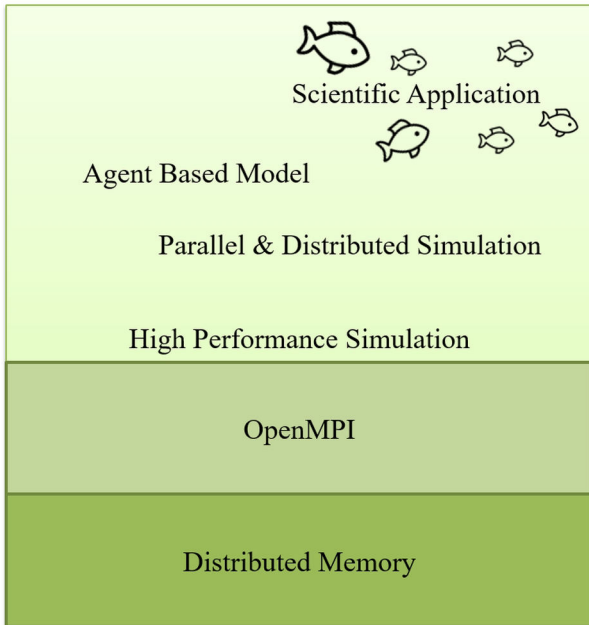 Scientific Application
Agent Based Model
Parallel & Distributed Simulation
High Performance Simulation
OpenMPI
Distributed Memory